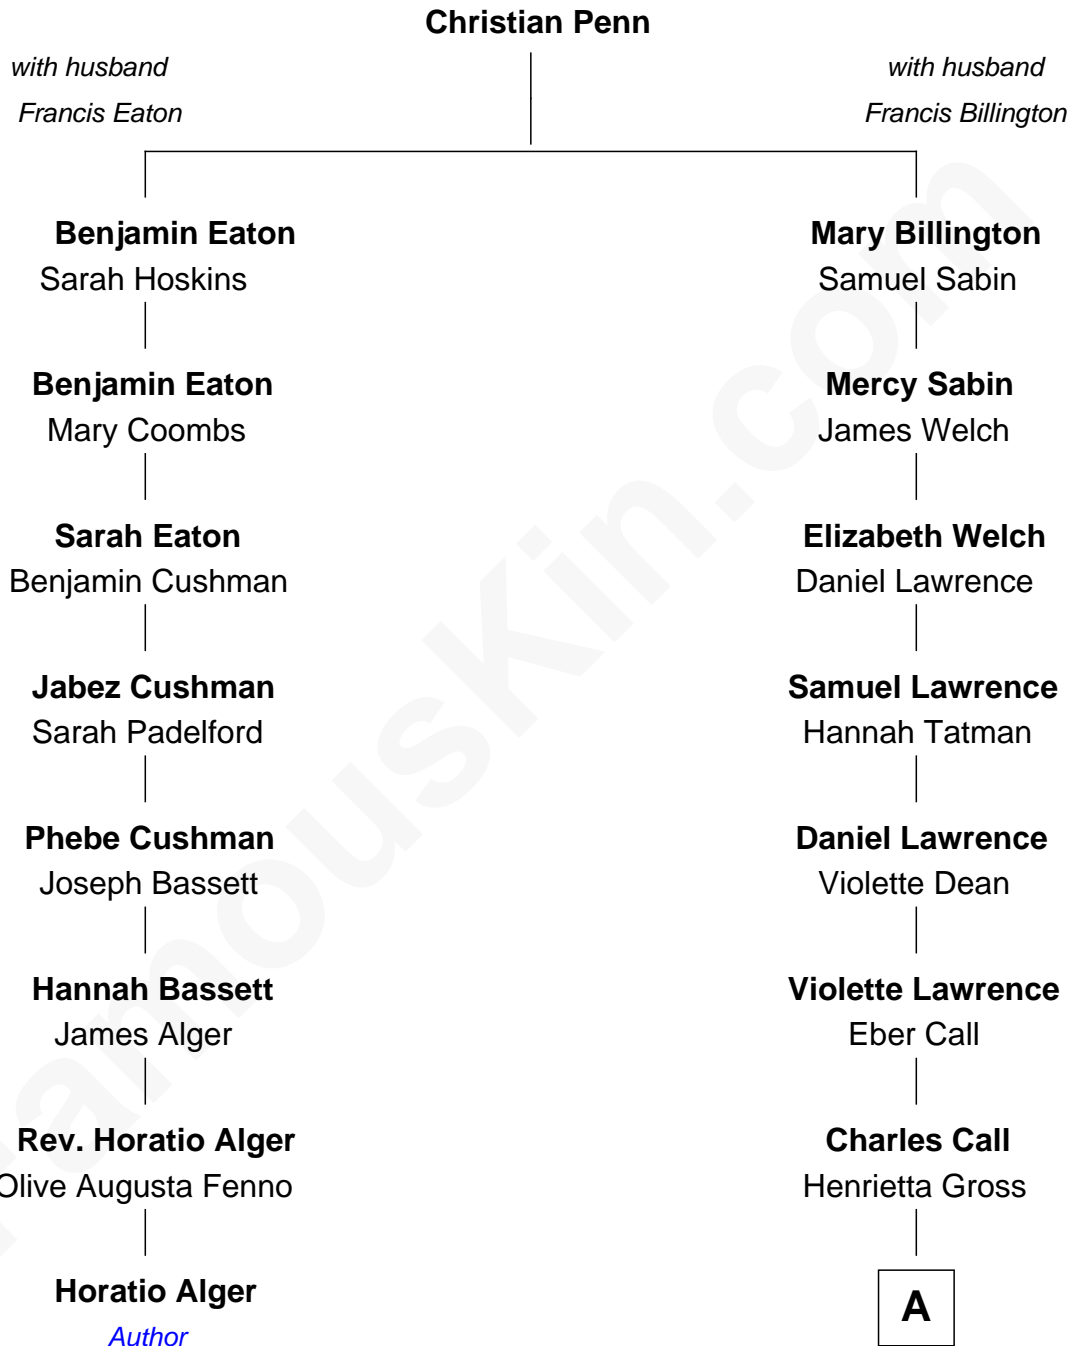 Christian Penn
with husband
Francis Eaton
with husband
Francis Billington
Benjamin Eaton
Sarah Hoskins
Mary Billington
Samuel Sabin
Benjamin Eaton
Mary Coombs
Mercy Sabin
James Welch
Sarah Eaton
Benjamin Cushman
Elizabeth Welch
Daniel Lawrence
Jabez Cushman
Sarah Padelford
Samuel Lawrence
Hannah Tatman
Phebe Cushman
Joseph Bassett
Daniel Lawrence
Violette Dean
Hannah Bassett
James Alger
Violette Lawrence
Eber Call
Rev. Horatio Alger
Olive Augusta Fenno
Charles Call
Henrietta Gross
Horatio Alger
Author
A
FamousKin.com